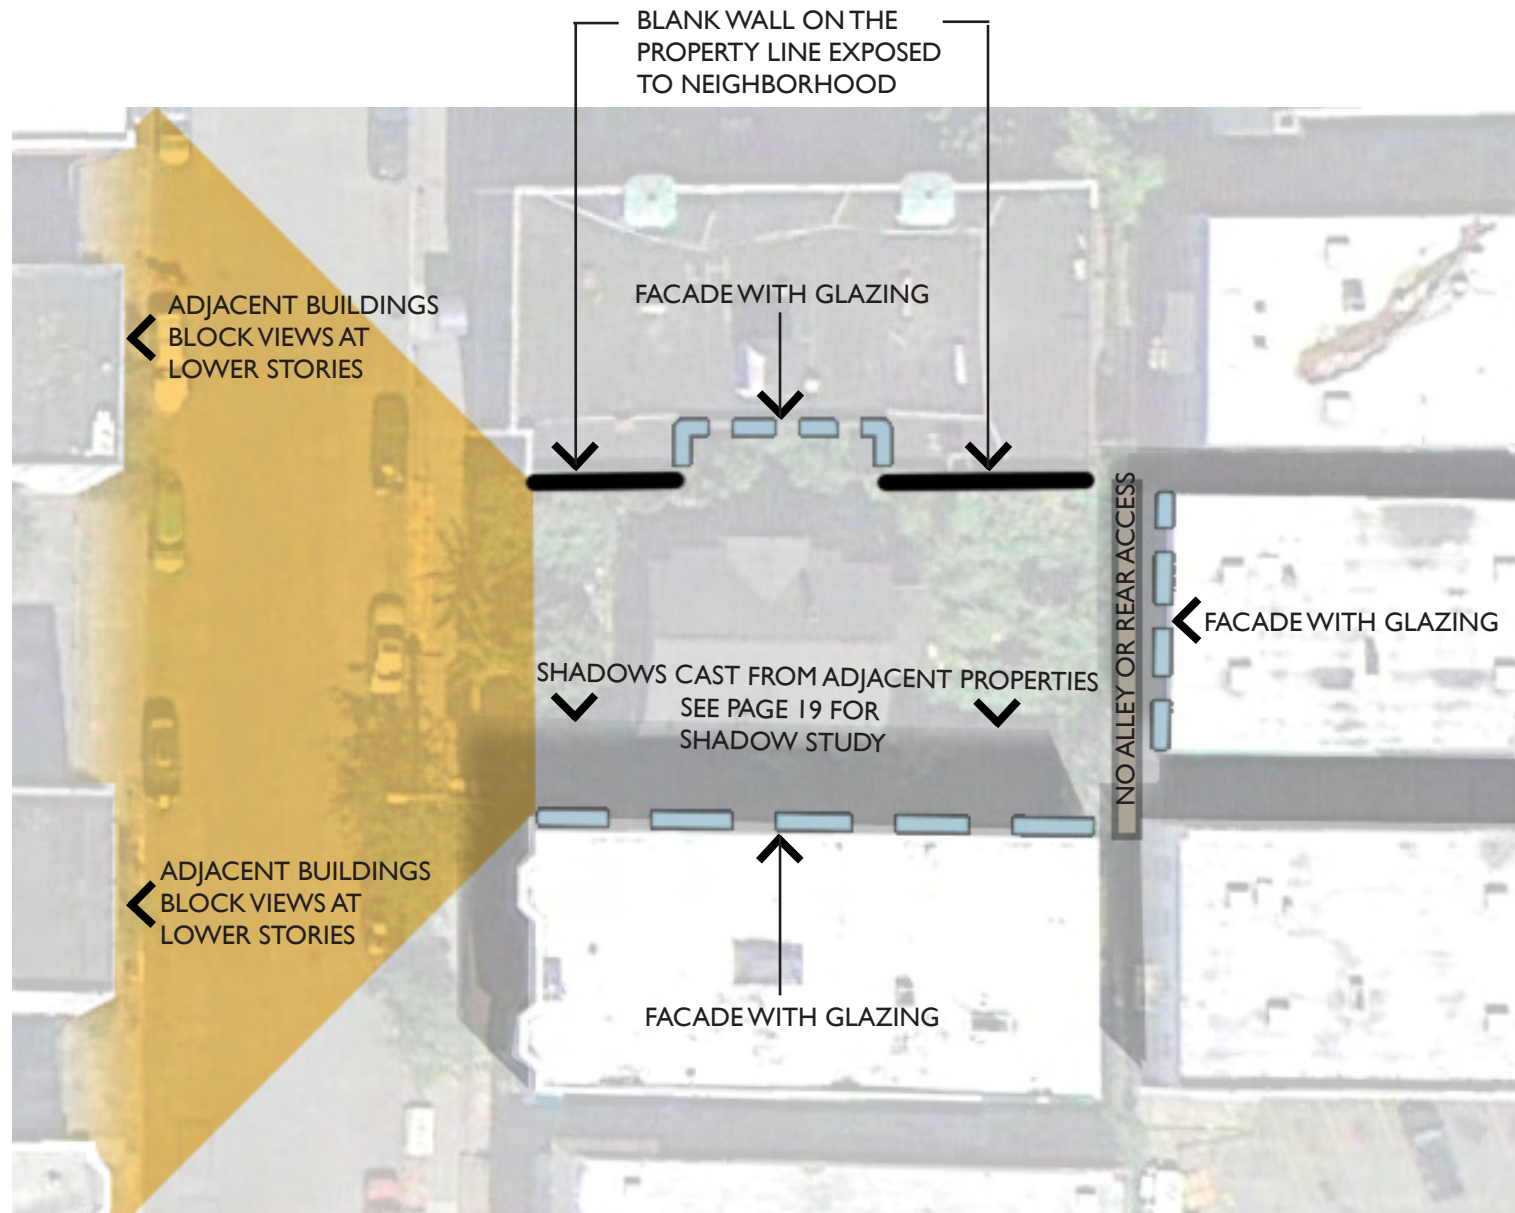 BLANK WALL ON THE
PROPERTY LINE EXPOSED
TO NEIGHBORHOOD
ADJACENT BUILDINGS
BLOCK VIEWS AT
LOWER STORIES
FACADE WITH GLAZING
NO ALLEY OR REAR ACCESS
FACADE WITH GLAZING
SHADOWS CAST FROM ADJACENT PROPERTIES
SEE PAGE 19 FOR
SHADOW STUDY
ADJACENT BUILDINGS
BLOCK VIEWS AT
LOWER STORIES
FACADE WITH GLAZING